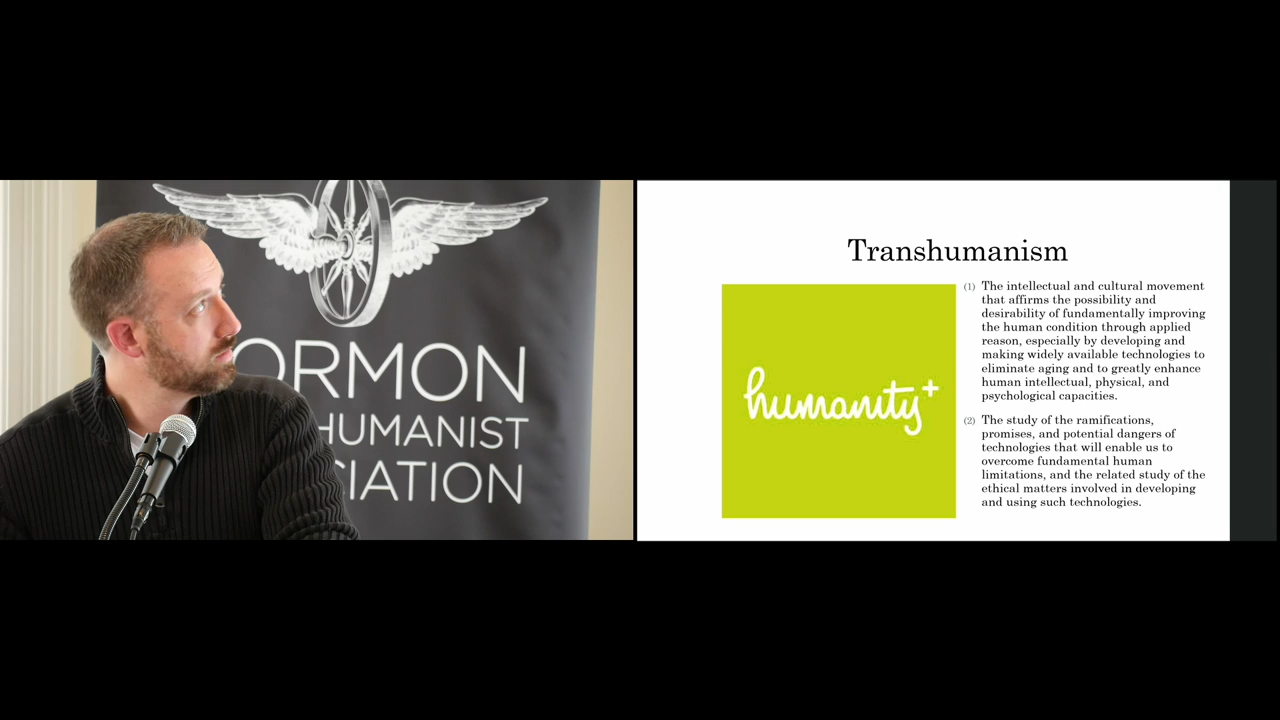 ORMON
HUMANIST
CIATION
Transhumanism
humanity+
(1) The intellectual and cultural movement
that affirms the possibility and
desirability of fundamentally improving
the human condition through applied
reason, especially by developing and
making widely available technologies to
eliminate aging and to greatly enhance
human intellectual, physical, and
psychological capacities.
(2) The study of the ramifications,
promises, and potential dangers of
technologies that will enable us to
overcome fundamental human
limitations, and the related study of the
ethical matters involved in developing
and using such technologies.